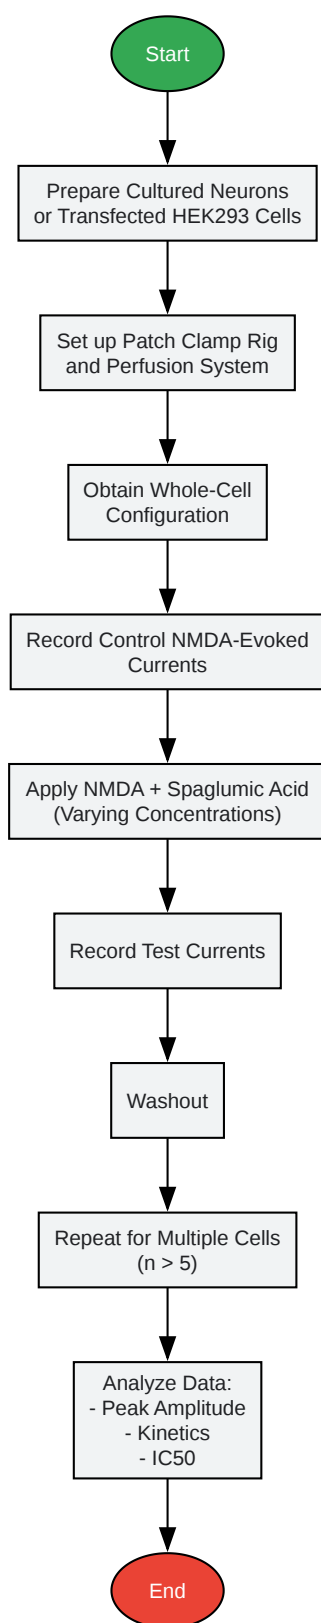 Start
Prepare Cultured Neurons
or Transfected HEK293 Cells
Set up Patch Clamp Rig
and Perfusion System
Obtain Whole-Cell
Configuration
Record Control NMDA-Evoked
Currents
Apply NMDA + Spaglumic Acid
(Varying Concentrations)
Record Test Currents
Washout
Repeat for Multiple Cells
(n > 5)
Analyze Data:
- Peak Amplitude
- Kinetics
- IC50
End